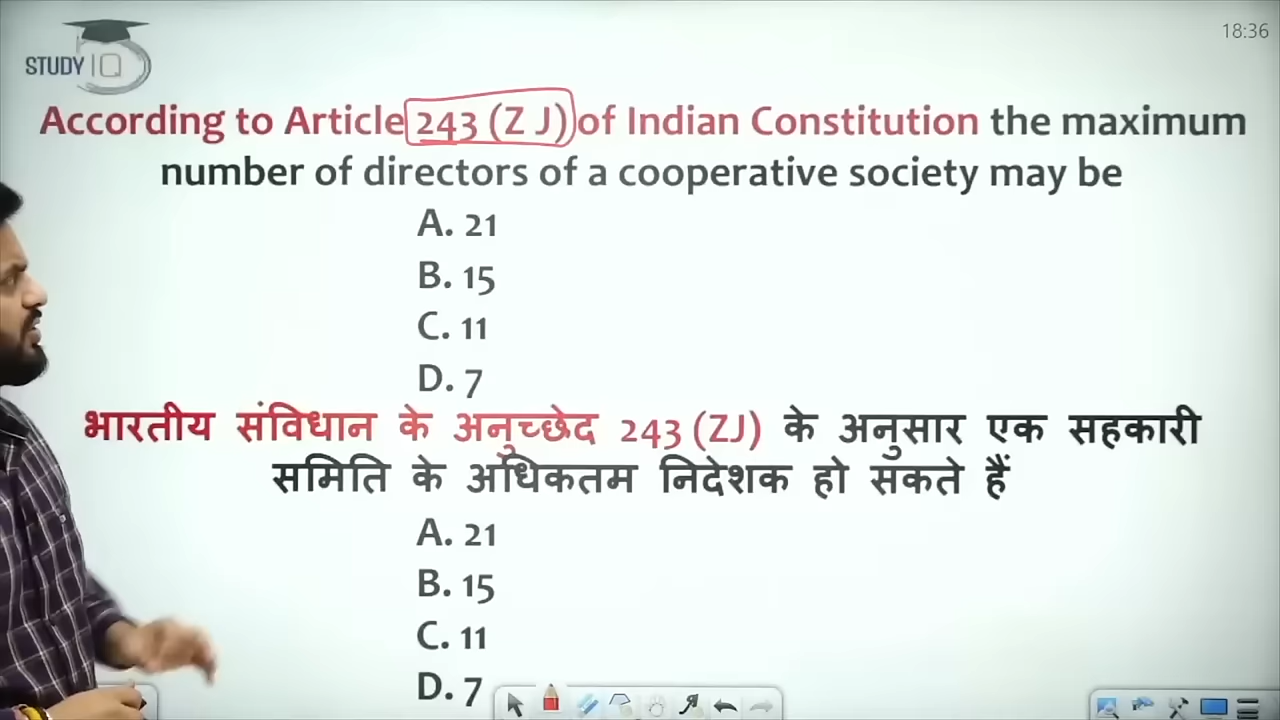 STUDY IQ
18:36
According to Article 243 (Z J) of Indian Constitution the maximum
number of directors of a cooperative society may be
A. 21
B. 15
C. 11
D. 7
भारतीय संविधान के अनुच्छेद 243 (ZJ) के अनुसार एक सहकारी
समिति के अधिकतम निदेशक हो सकते हैं
A. 21
B. 15
C. 11
D. 7